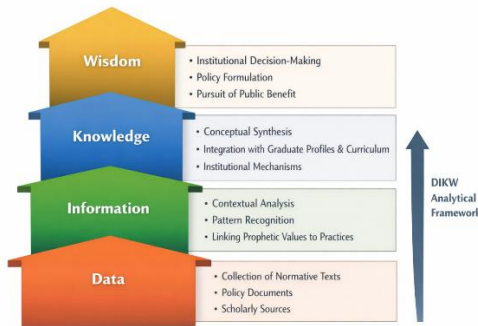 Wisdom
• Institutional Decision-Making
• Policy Formulation
• Pursuit of Public Benefit
Knowledge
• Conceptual Synthesis
• Integration with Graduate Profiles & Curriculum
• Institutional Mechanisms
Information
• Contextual Analysis
• Pattern Recognition
• Linking Prophetic Values to Practices
Data
• Collection of Normative Texts
• Policy Documents
• Scholarly Sources
DIKW
Analytical
Framework